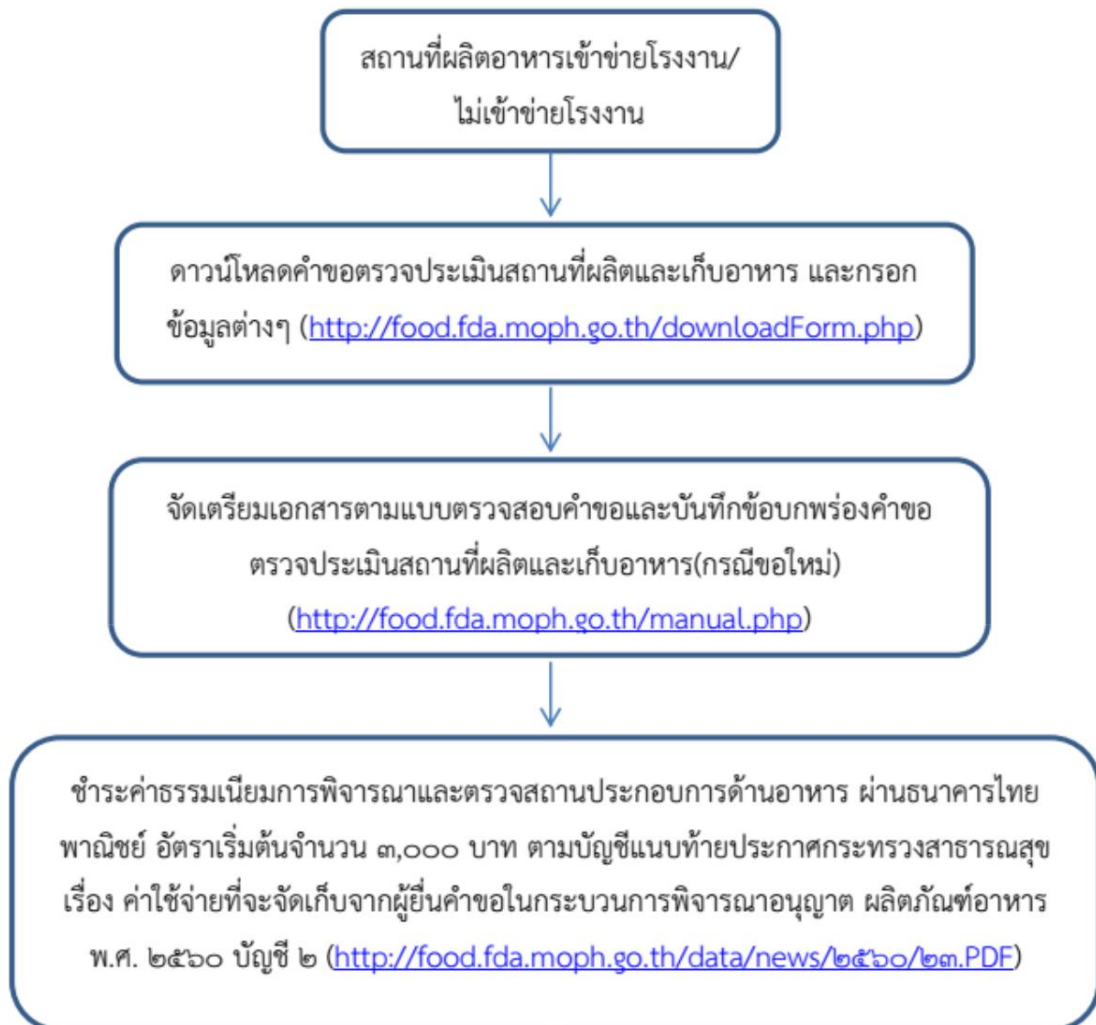 สถานที่ผลิตอาหารเข้าข่ายโรงงาน/
ไม่เข้าข่ายโรงงาน
ดาวน์โหลดคำขอตรวจประเมินสถานที่ผลิตและเก็บอาหาร และกรอก
ข้อมูลต่างๆ (http://food.fda.moph.go.th/downloadForm.php)
จัดเตรียมเอกสารตามแบบตรวจสอบคำขอและบันทึกข้อบกพร่องคำขอ
ตรวจประเมินสถานที่ผลิตและเก็บอาหาร(กรณีขอใหม่)
(http://food.fda.moph.go.th/manual.php)
ชำระค่าธรรมเนียมการพิจารณาและตรวจสถานประกอบการด้านอาหาร ผ่านธนาคารไทย
พาณิชย์ อัตราเริ่มต้นจำนวน ๓,๐๐๐ บาท ตามบัญชีแนบท้ายประกาศกระทรวงสาธารณสุข
เรื่อง ค่าใช้จ่ายที่จะจัดเก็บจากผู้ยื่นคำขอในกระบวนการพิจารณาอนุญาต ผลิตภัณฑ์อาหาร
พ.ศ. ๒๕๖๐ บัญชี ๒ (http://food.fda.moph.go.th/data/news/๒๕๖๐/๒๓.PDF)